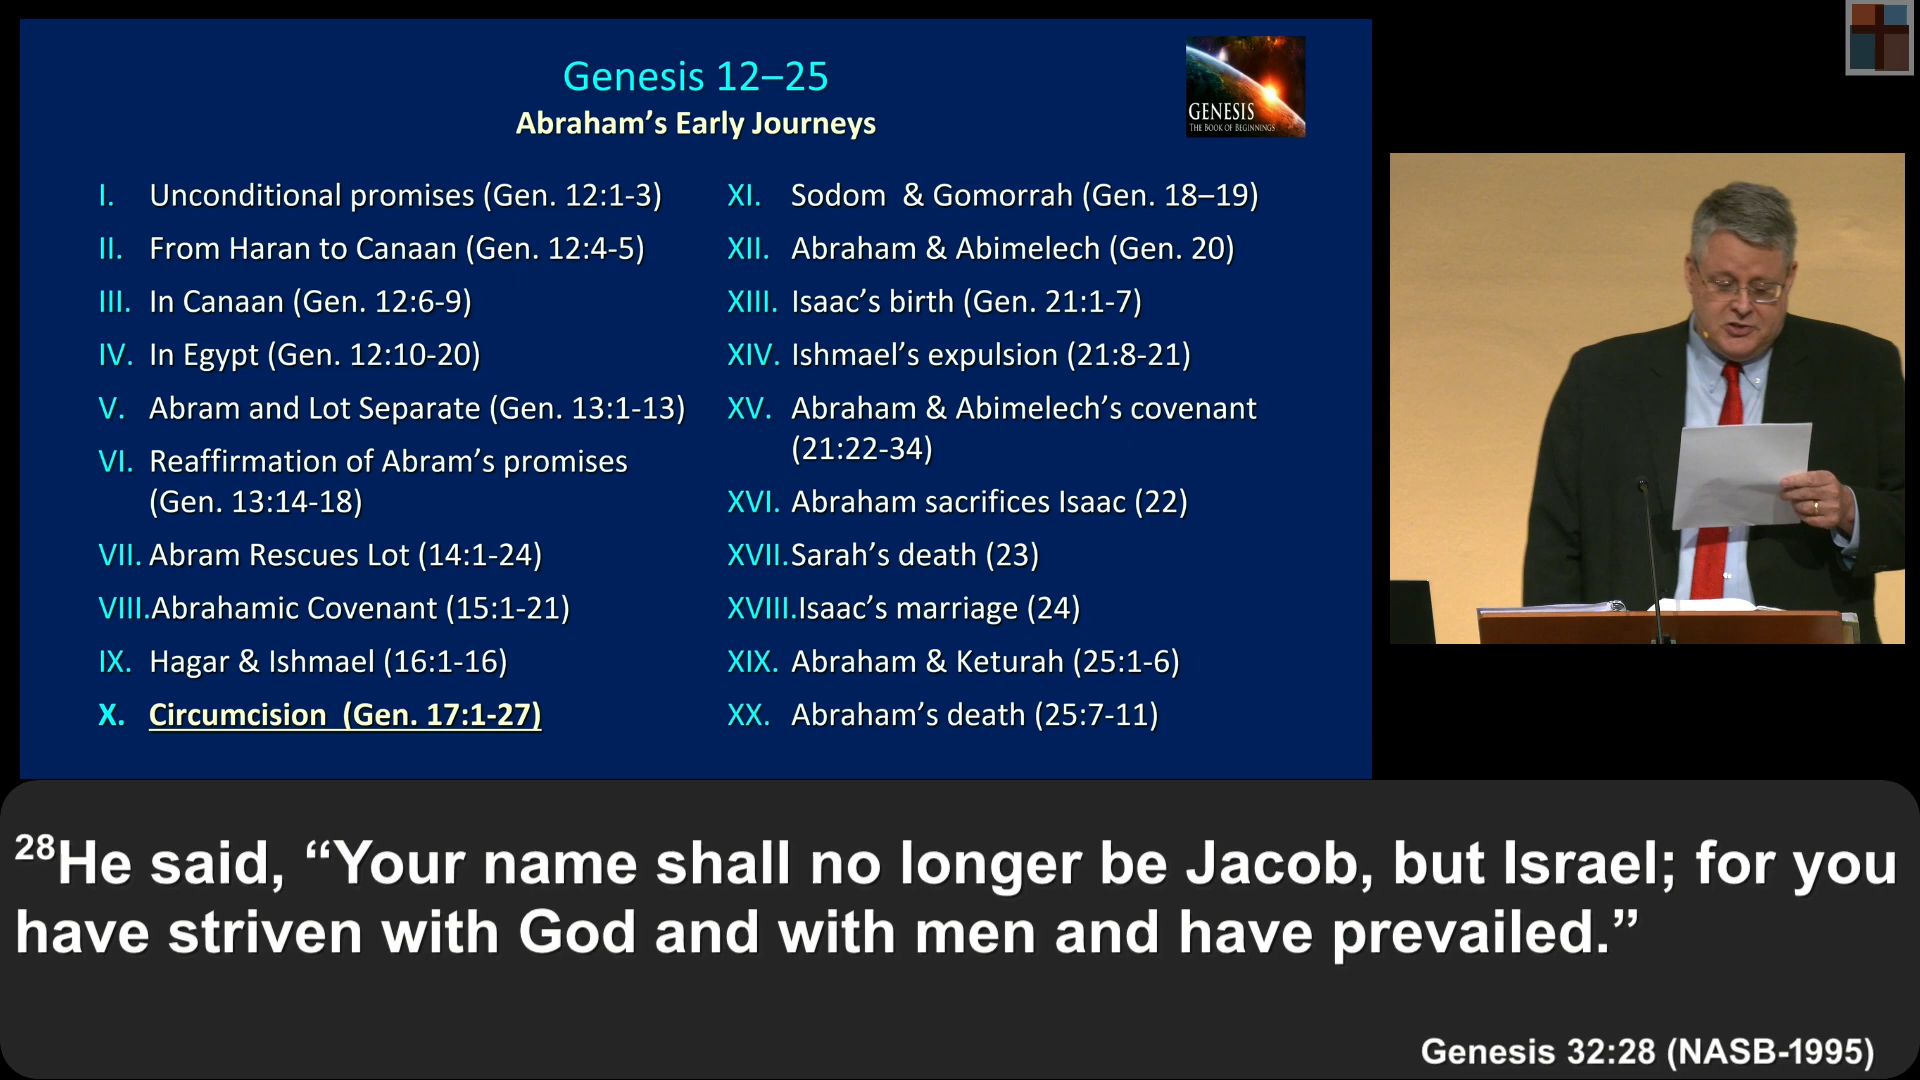 Genesis 12–25
Abraham’s Early Journeys
GENESIS
THE BOOK OF BEGINNINGS
I. Unconditional promises (Gen. 12:1-3)
II. From Haran to Canaan (Gen. 12:4-5)
III. In Canaan (Gen. 12:6-9)
IV. In Egypt (Gen. 12:10-20)
V. Abram and Lot Separate (Gen. 13:1-13)
VI. Reaffirmation of Abram’s promises
(Gen. 13:14-18)
VII. Abram Rescues Lot (14:1-24)
VIII. Abrahamic Covenant (15:1-21)
IX. Hagar & Ishmael (16:1-16)
X. Circumcision (Gen. 17:1-27)
XI. Sodom & Gomorrah (Gen. 18–19)
XII. Abraham & Abimelech (Gen. 20)
XIII. Isaac’s birth (Gen. 21:1-7)
XIV. Ishmael’s expulsion (21:8-21)
XV. Abraham & Abimelech’s covenant
(21:22-34)
XVI. Abraham sacrifices Isaac (22)
XVII. Sarah’s death (23)
XVIII. Isaac’s marriage (24)
XIX. Abraham & Keturah (25:1-6)
XX. Abraham’s death (25:7-11)
28He said, “Your name shall no longer be Jacob, but Israel; for you
have striven with God and with men and have prevailed.”
Genesis 32:28 (NASB-1995)